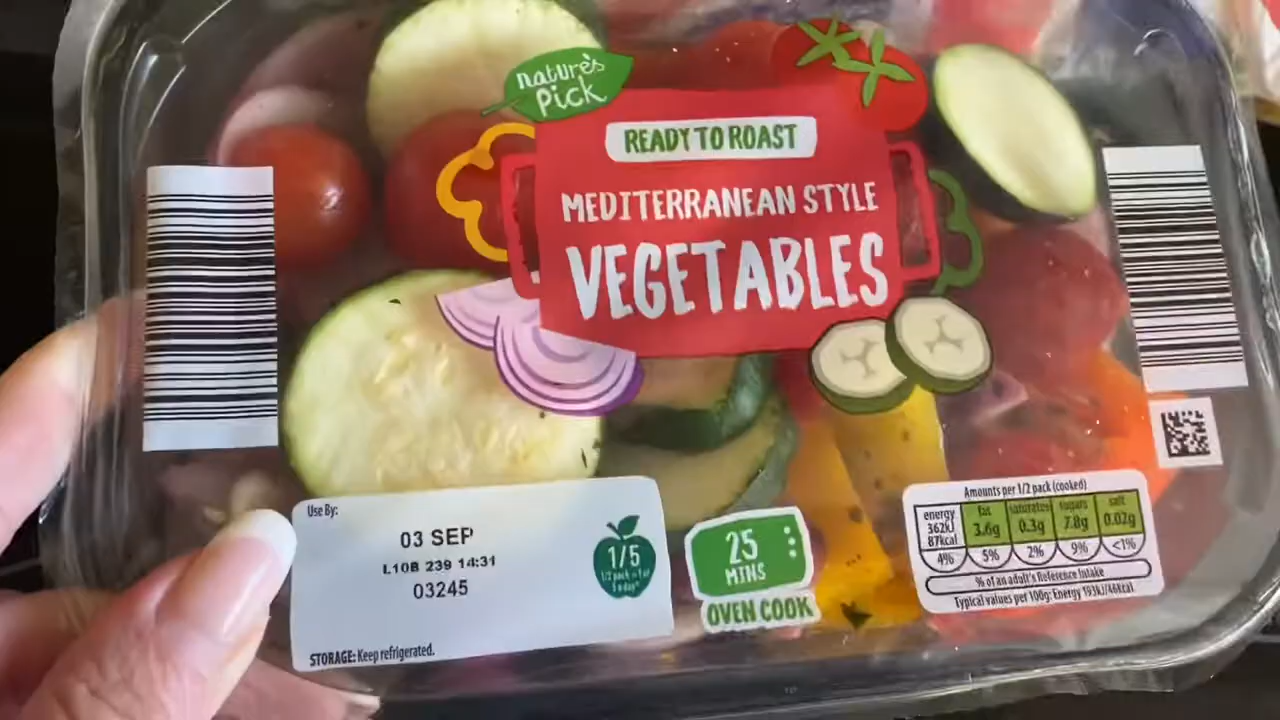 nature's
pick
READY TO ROAST
MEDITERRANEAN STYLE
VEGETABLES
Use By:
03 SEP
L10B 239 14:31
03245
1/5
STORAGE: Keep refrigerated.
25
MINS
OVEN COOK
Amounts per 1/2 pack (cooked)
energy fat saturates sugars salt
362kJ 3.6g 0.3g 7.8g 0.02g
87kcal
4% 5% 2% 9% <1%
% of an adult's Reference Intake
Typical values per 100g: Energy 193kJ/46kcal